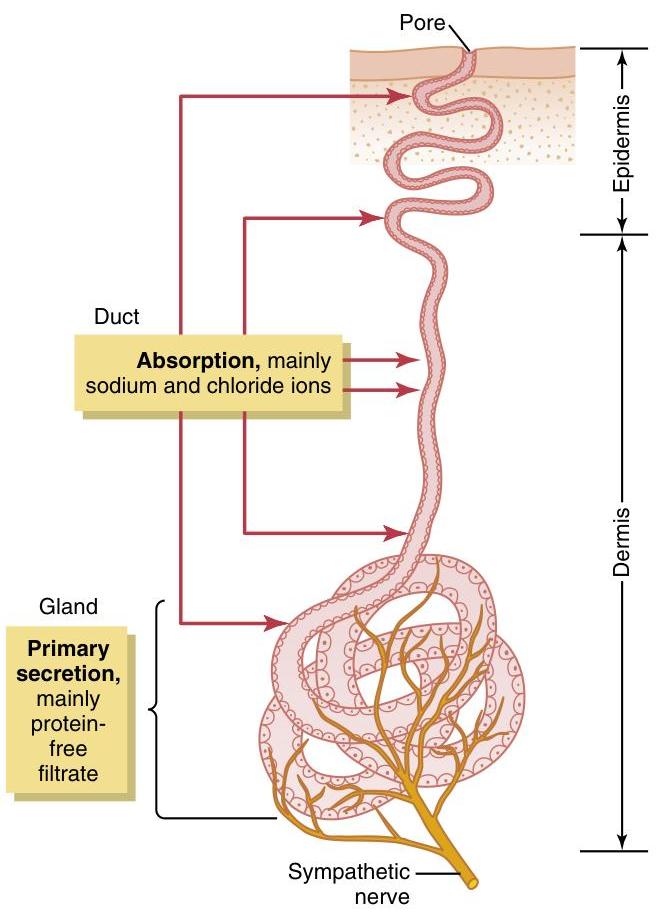 Pore
Epidermis
Duct
Absorption, mainly
sodium and chloride ions
Dermis
Gland
Primary
secretion,
mainly
protein-
free
filtrate
Sympathetic
nerve